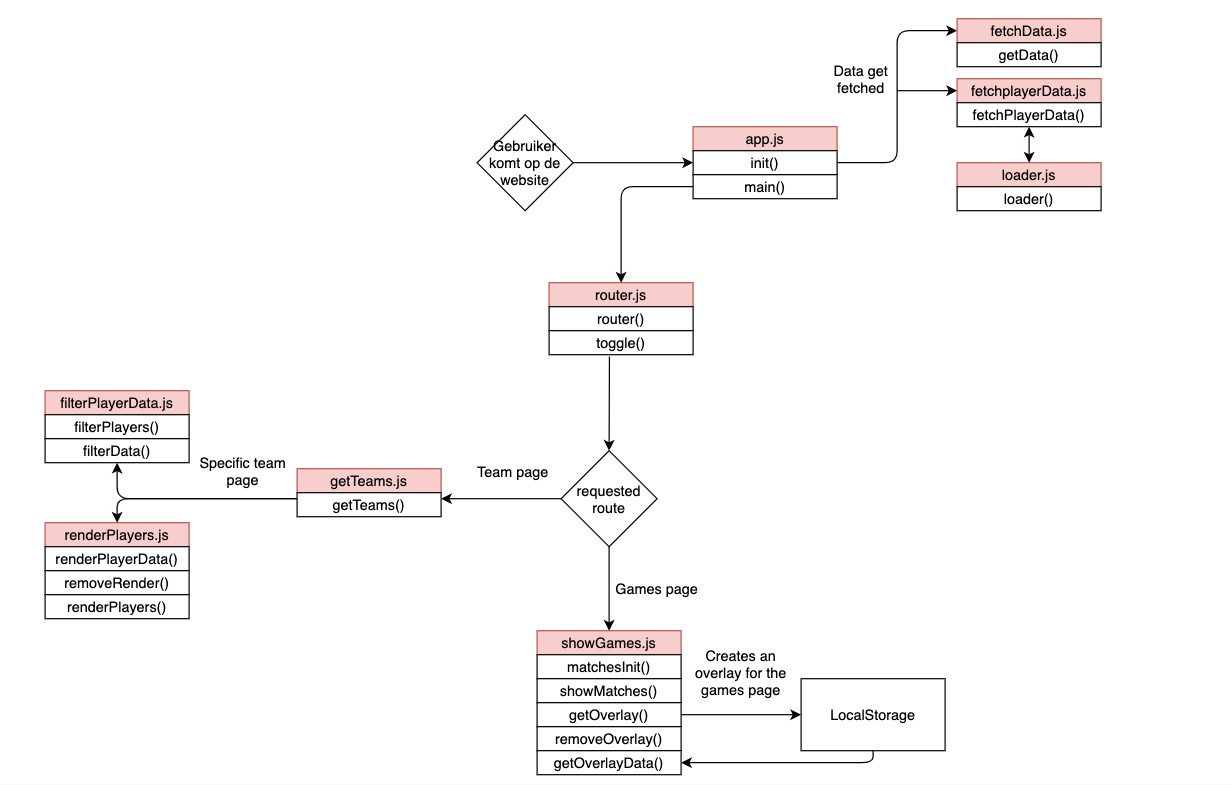 fetchData.js
getData()
Data get
fetched
fetchplayerData.js
fetchPlayerData()
loader.js
loader()
Gebruiker
komt op de
website
app.js
init()
main()
router.js
router()
toggle()
filterPlayerData.js
filterPlayers()
filterData()
Specific team
page
getTeams.js
getTeams()
Team page
requested
route
renderPlayers.js
renderPlayerData()
removeRender()
renderPlayers()
Games page
showGames.js
matchesInit()
showMatches()
getOverlay()
removeOverlay()
getOverlayData()
Creates an
overlay for the
games page
LocalStorage